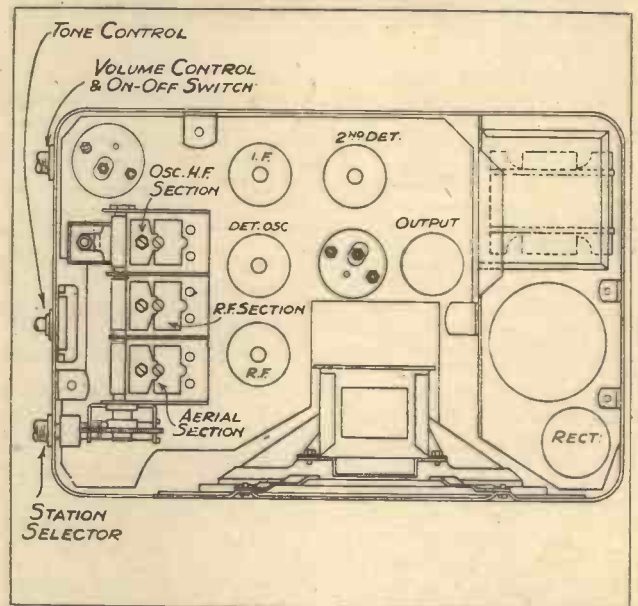 TONE CONTROL
VOLUME CONTROL
& ON-OFF SWITCH
OSC. H.F.
SECTION
I.F.
2ND DET.
DET. OSC
OUTPUT
R.F. SECTION
R.F.
AERIAL
SECTION
RECT.
STATION
SELECTOR